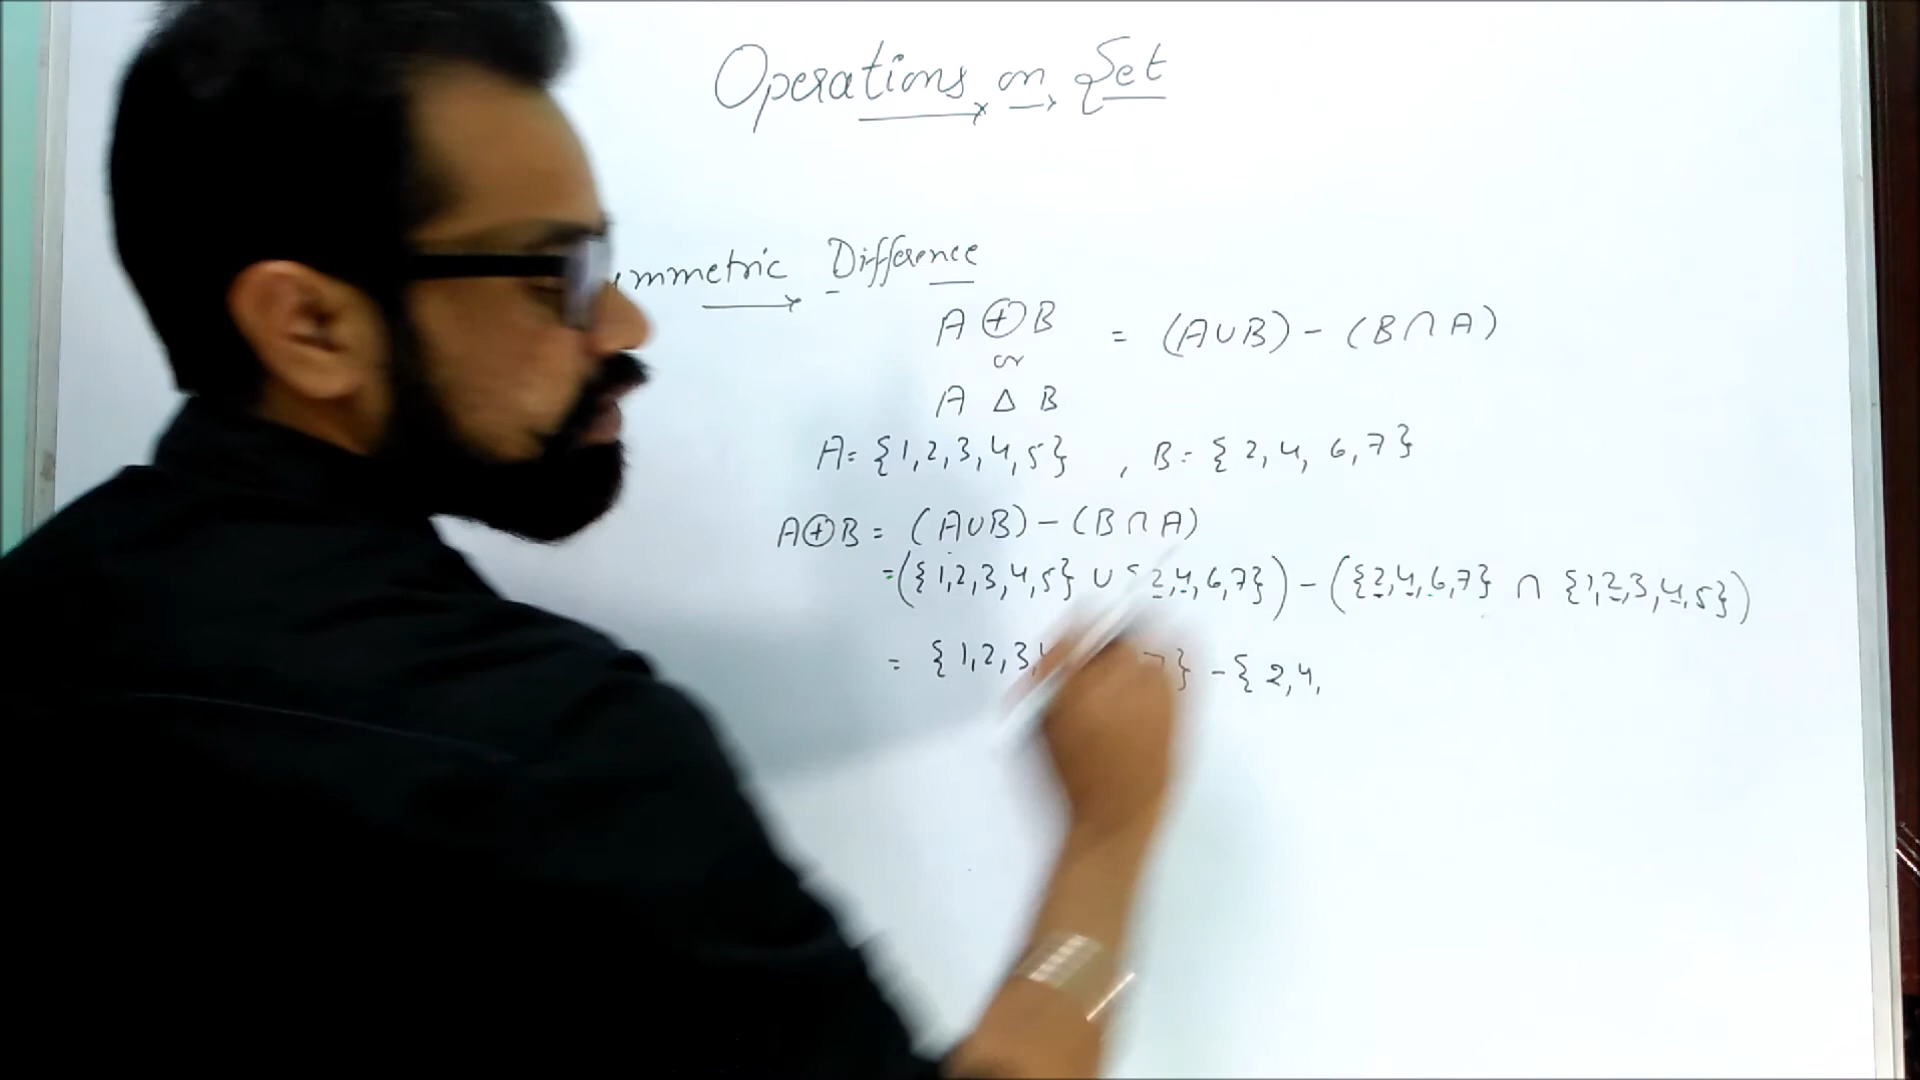 Operations on Set
Difference
A ⊕ B = (A∪B) - (B∩A)
or
A Δ B
A = {1,2,3,4,5} , B = {2,4, 6,7}
A⊕B = (A∪B) - (B∩A)
= ({1,2,3,4,5} ∪ {2,4,6,7}) - ({2,4,6,7} ∩ {1,2,3,4,5})
= {1,2,3, 7} - {2,4,